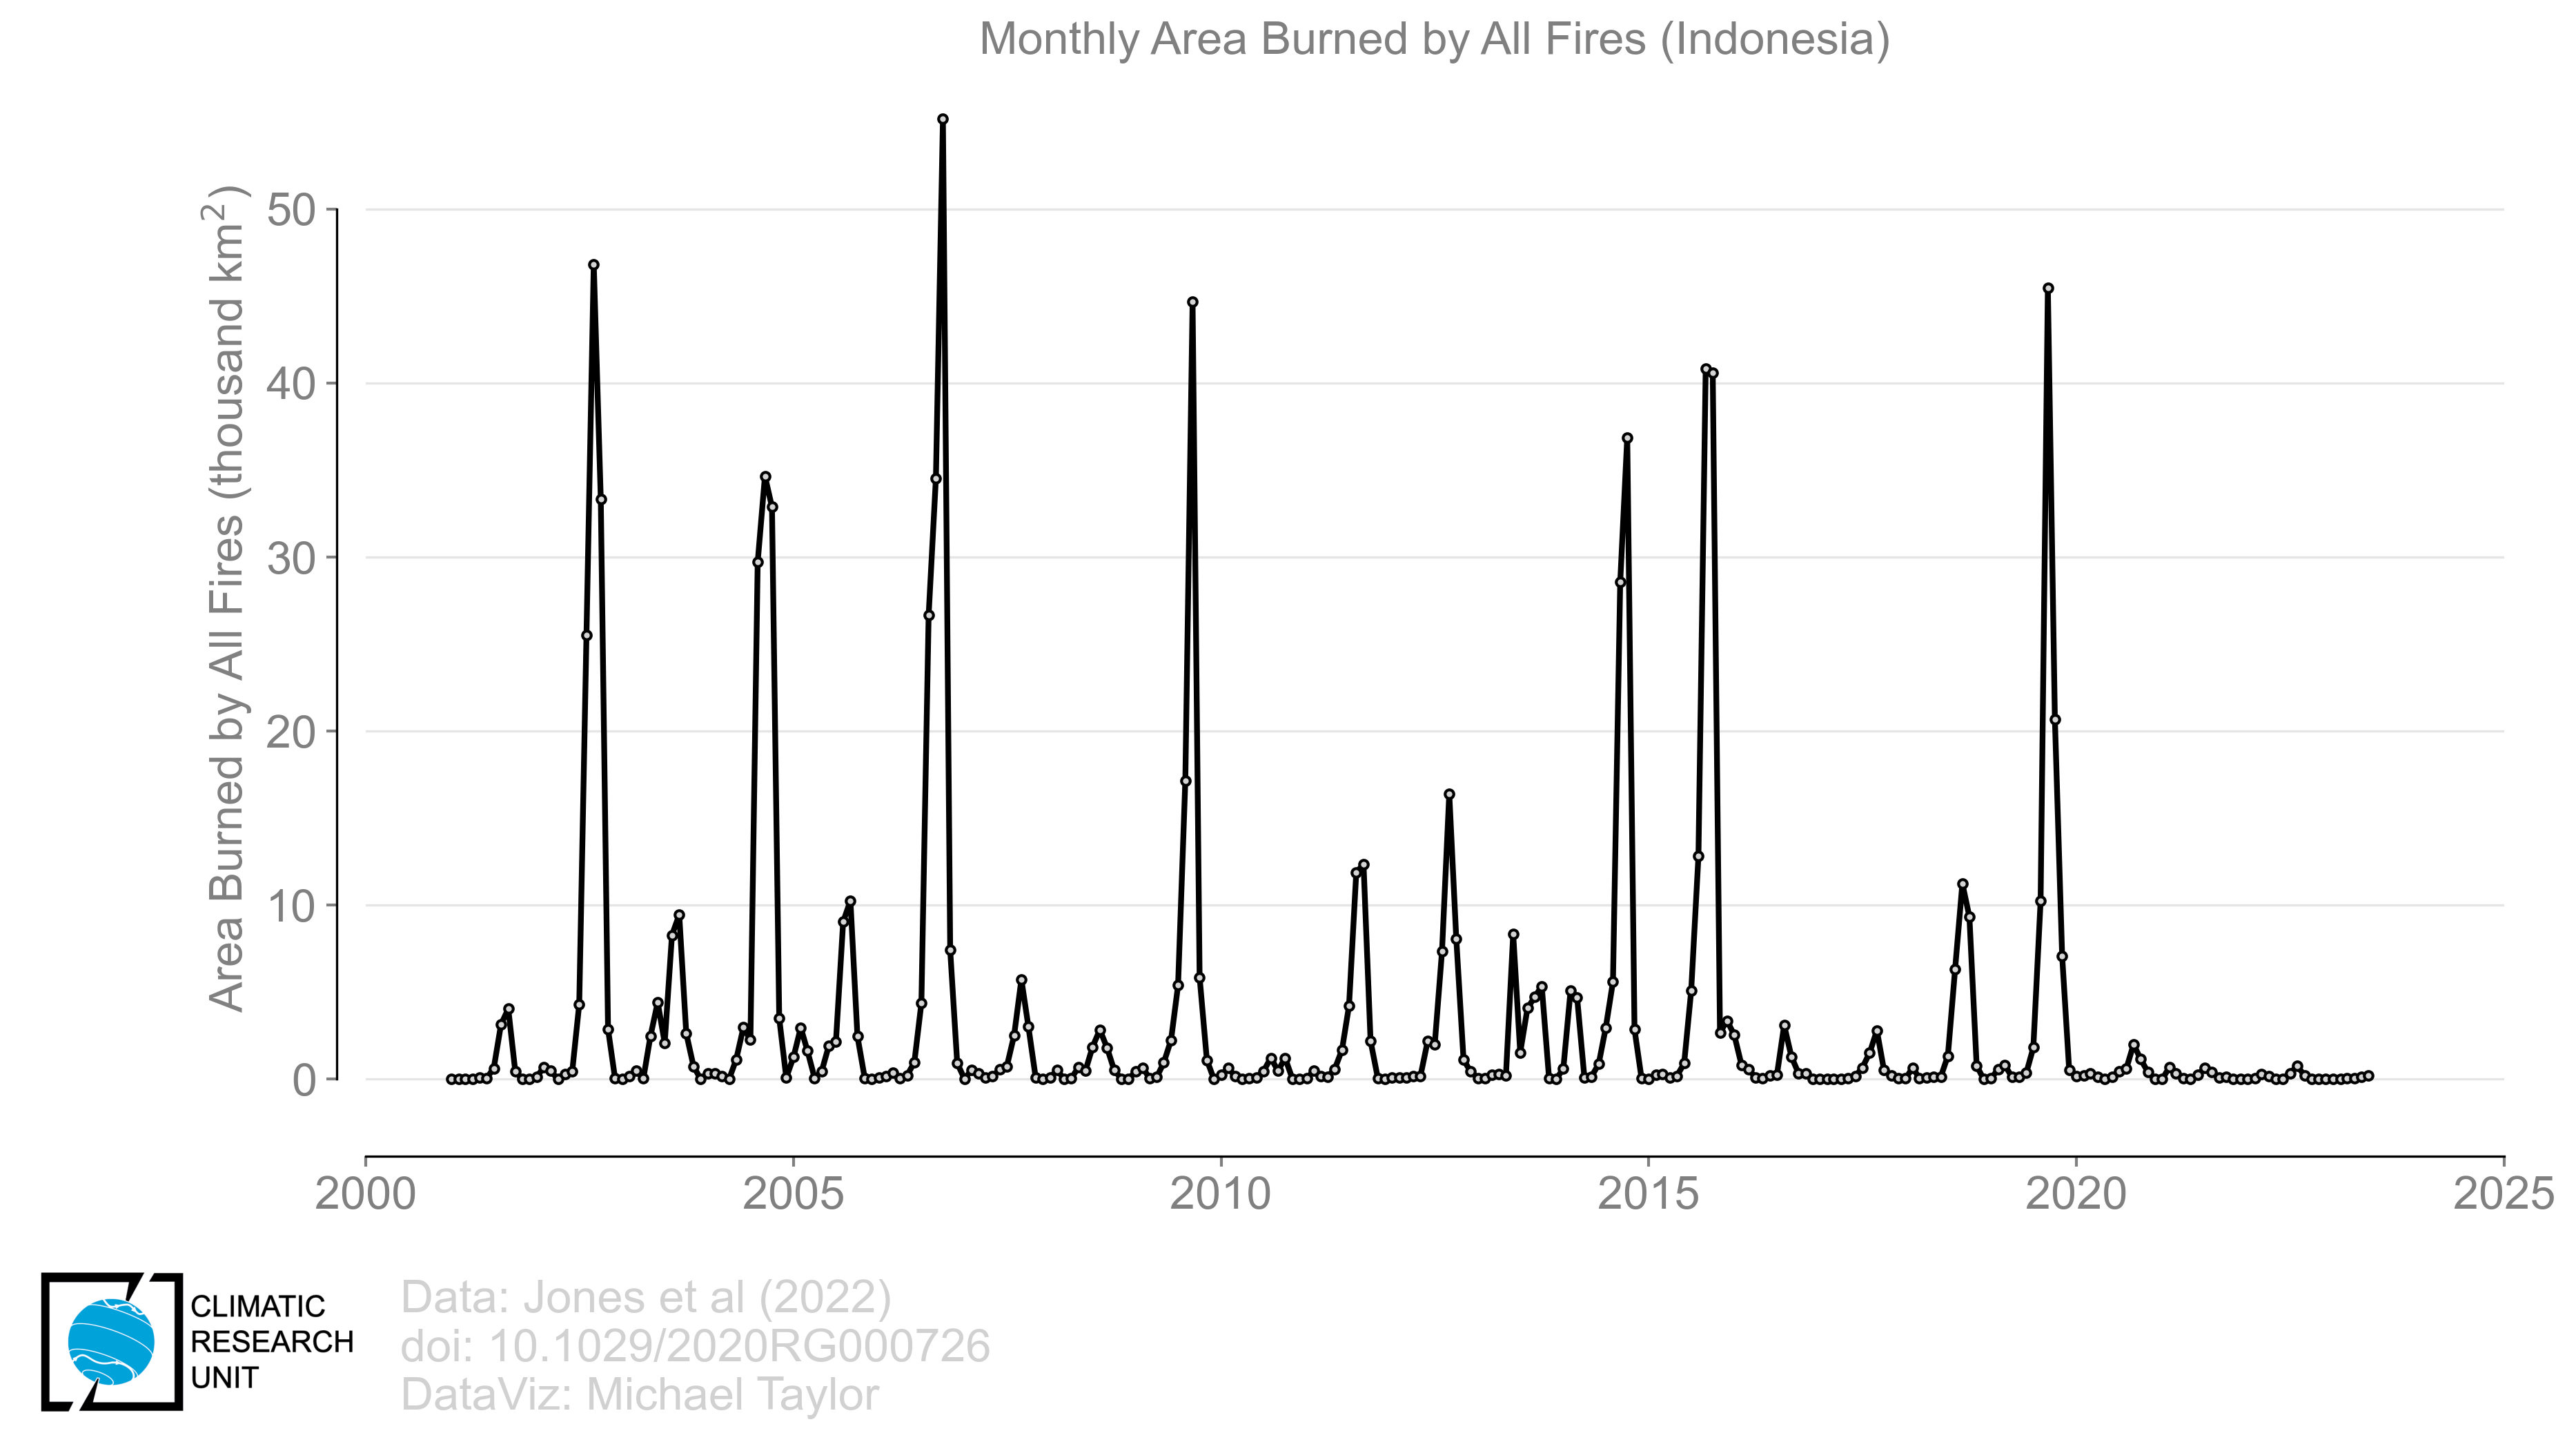 Monthly Area Burned by All Fires (Indonesia)
Area Burned by All Fires (thousand km²)
50
40
30
20
10
0
2000 2005 2010 2015 2020 2025
CLIMATIC
RESEARCH
UNIT
Data: Jones et al (2022)
doi: 10.1029/2020RG000726
DataViz: Michael Taylor